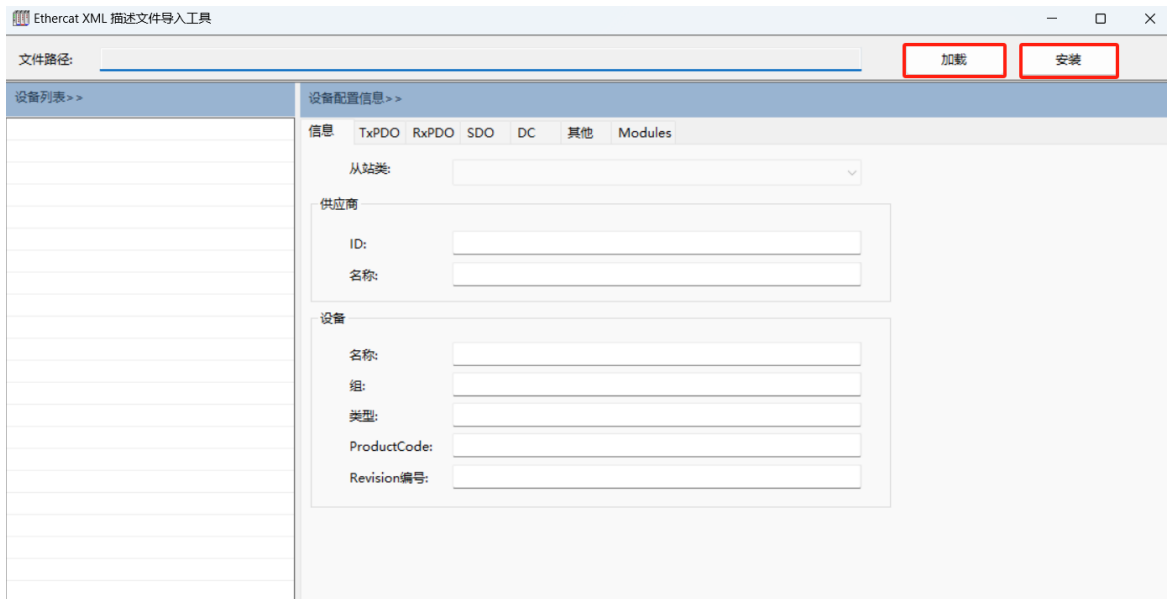 Ethercat XML 描述文件导入工具
文件路径:
加载
安装
设备列表>>
设备配置信息>>
信息 TxPDO RxPDO SDO DC 其他 Modules
从站类:
供应商
ID:
名称:
设备
名称:
组:
类型:
ProductCode:
Revision编号: